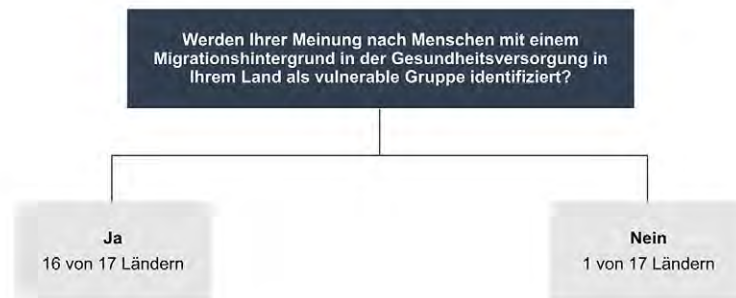 Werden Ihrer Meinung nach Menschen mit einem
Migrationshintergrund in der Gesundheitsversorgung in
Ihrem Land als vulnerable Gruppe identifiziert?
Ja
16 von 17 Ländern
Nein
1 von 17 Ländern